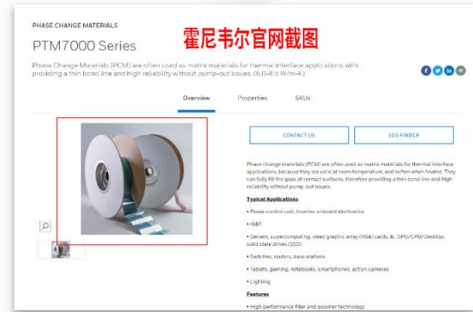 PHASE CHANGE MATERIALS
PTM7000 Series
霍尼韦尔官网截图
Phase Change Materials (PCM) are often used as matrix materials for thermal interface applications with
providing a thin bond line and high reliability without pump-out issues. (6.0-8.5 W/m•K)
Overview Properties SKUs
CONTACT US SDS FINDER
Phase change materials (PCM) are often used as matrix materials for thermal interface
applications, because they are solid at room temperature, and soften when heated. They
can fully fill the gaps of contact surfaces, therefore providing a thin bond line and high
reliability without pump-out issues.
Typical Applications
• Power control unit, inverter, onboard electronics
• IGBT
• Servers, supercomputing, video graphic array (VGA) cards, AI, GPU/CPU/Desktop,
solid state drives (SSD)
• Switches, routers, base stations
• Tablets, gaming, notebooks, smartphones, action cameras
• Lighting
Features
• High performance filler and polymer technology